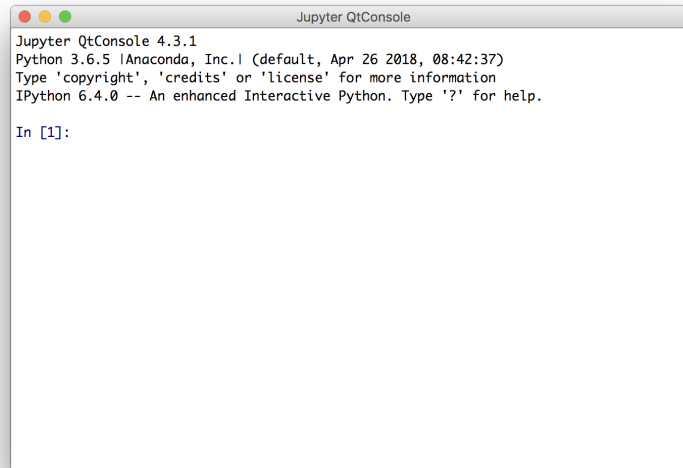 Jupyter QtConsole
Jupyter QtConsole 4.3.1
Python 3.6.5 |Anaconda, Inc.| (default, Apr 26 2018, 08:42:37)
Type 'copyright', 'credits' or 'license' for more information
IPython 6.4.0 -- An enhanced Interactive Python. Type '?' for help.
In [1]: